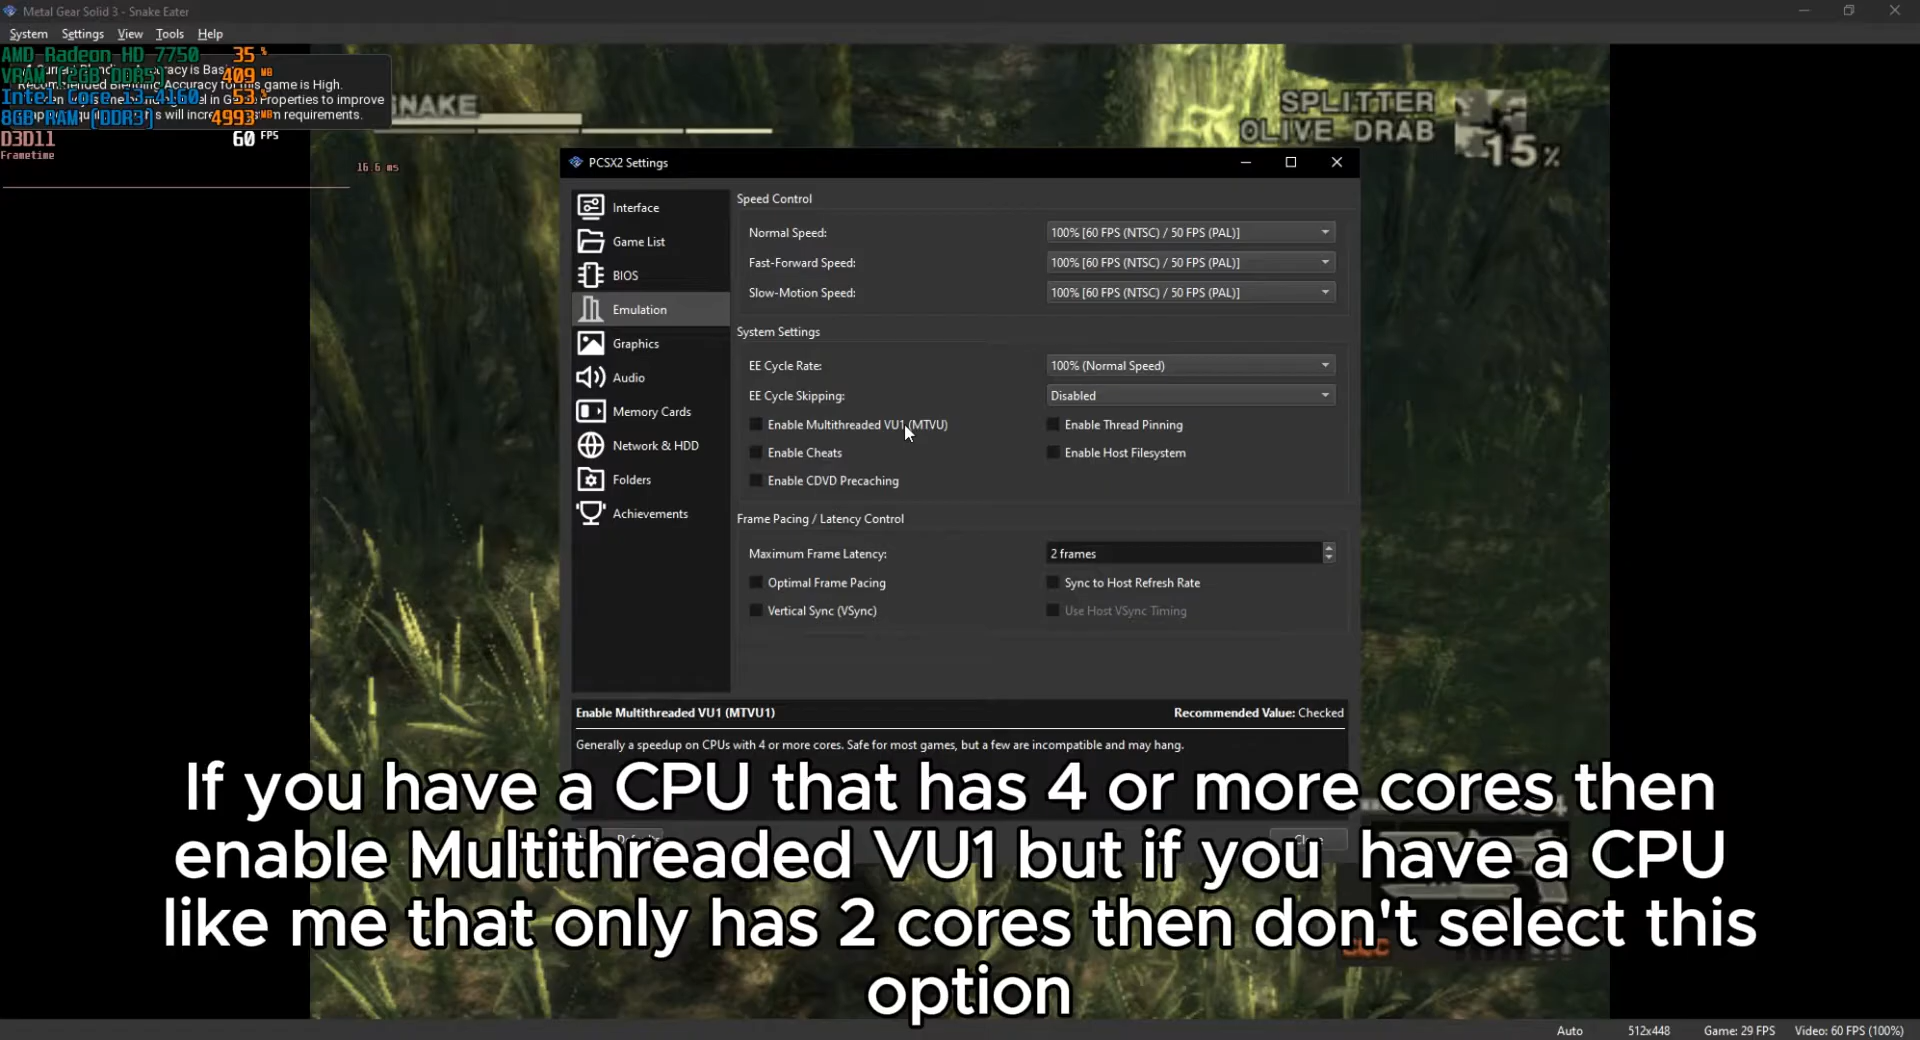 Metal Gear Solid 3 - Snake Eater
System Settings View Tools Help
AMD Radeon HD 7750 35 %
VRAM (2GB DDR5) 409 MB
Recommended Blending Accuracy for this game is High.
Intel Core i3-4160 53 %
8GB RAM (DDR3) 4993 MB
D3D11 60 FPS
Frametime
16.6 ms
SNAKE
SPLITTER
OLIVE DRAB
15%
PCSX2 Settings
Interface
Game List
BIOS
Emulation
Graphics
Audio
Memory Cards
Network & HDD
Folders
Achievements
Speed Control
Normal Speed: 100% [60 FPS (NTSC) / 50 FPS (PAL)]
Fast-Forward Speed: 100% [60 FPS (NTSC) / 50 FPS (PAL)]
Slow-Motion Speed: 100% [60 FPS (NTSC) / 50 FPS (PAL)]
System Settings
EE Cycle Rate: 100% (Normal Speed)
EE Cycle Skipping: Disabled
Enable Multithreaded VU1 (MTVU) Enable Thread Pinning
Enable Cheats Enable Host Filesystem
Enable CDVD Precaching
Frame Pacing / Latency Control
Maximum Frame Latency: 2 frames
Optimal Frame Pacing Sync to Host Refresh Rate
Vertical Sync (VSync) Use Host VSync Timing
Enable Multithreaded VU1 (MTVU1) Recommended Value: Checked
Generally a speedup on CPUs with 4 or more cores. Safe for most games, but a few are incompatible and may hang.
If you have a CPU that has 4 or more cores then
enable Multithreaded VU1 but if you have a CPU
like me that only has 2 cores then don't select this
option
Auto 512x448 Game: 29 FPS Video: 60 FPS (100%)